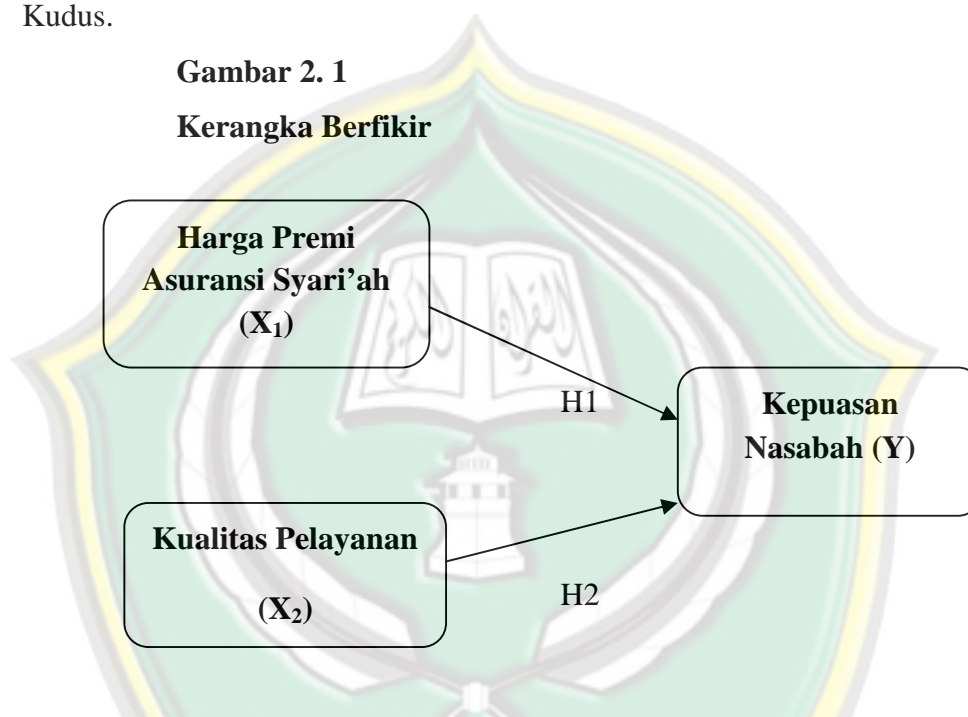 Kudus.
Gambar 2. 1
Kerangka Berfikir
Harga Premi
Asuransi Syari’ah
(X₁)
H1
Kepuasan
Nasabah (Y)
Kualitas Pelayanan
(X₂)
H2